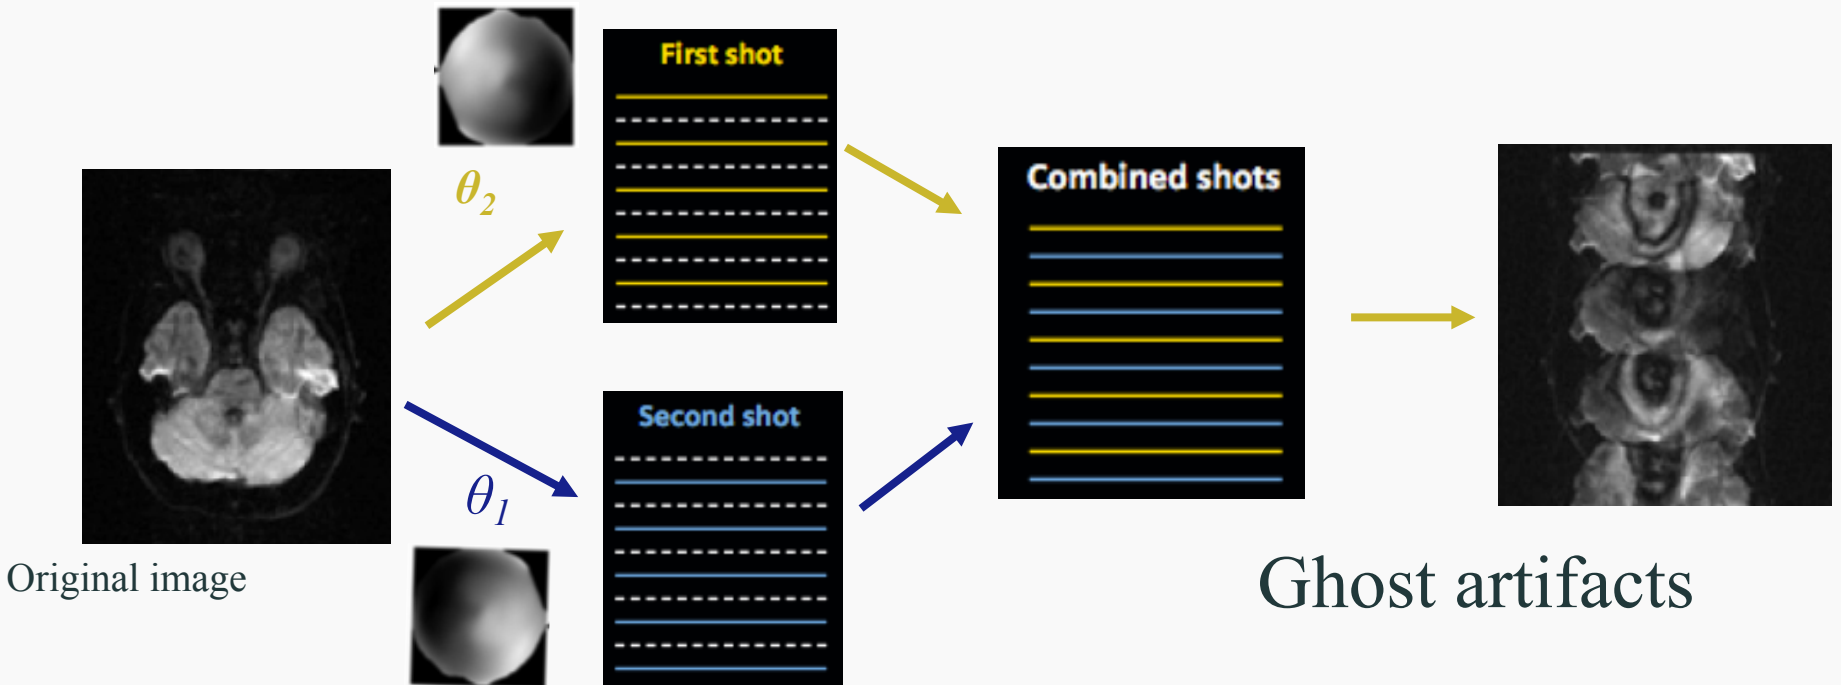 First shot
θ2
Combined shots
Second shot
θ1
Original image
Ghost artifacts